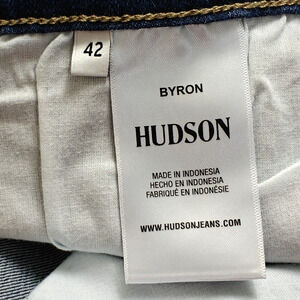 42
BYRON
HUDSON
MADE IN INDONESIA
HECHO EN INDONESIA
FABRIQUÉ EN INDONÉSIE
WWW.HUDSONJEANS.COM